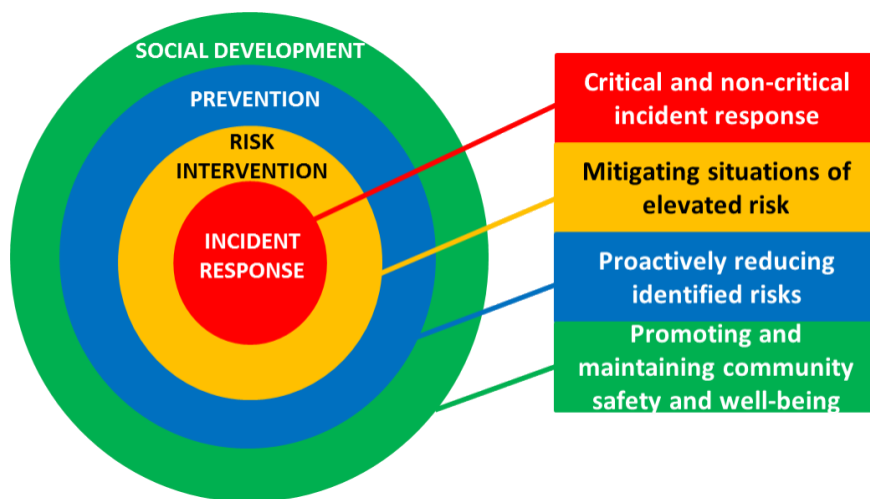 SOCIAL DEVELOPMENT
PREVENTION
RISK
INTERVENTION
INCIDENT
RESPONSE
Critical and non-critical
incident response
Mitigating situations of
elevated risk
Proactively reducing
identified risks
Promoting and
maintaining community
safety and well-being